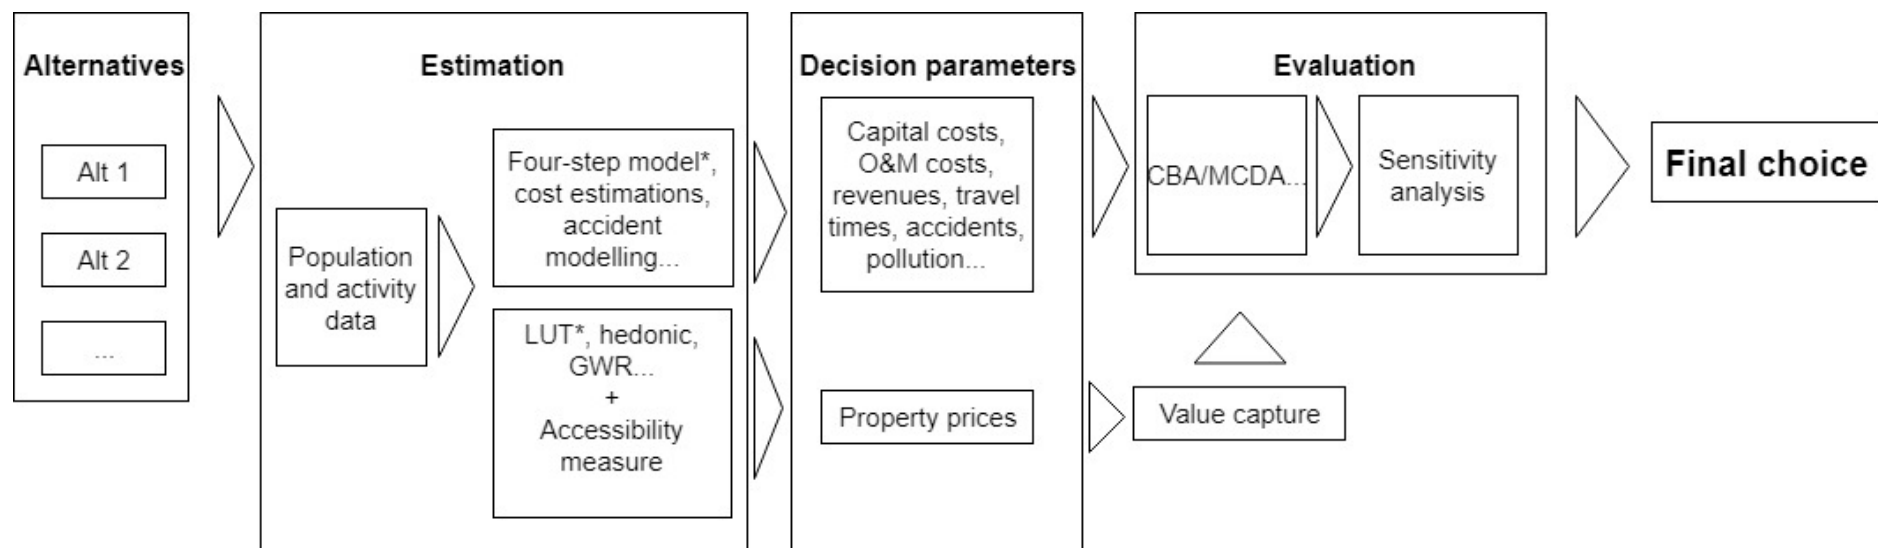 Alternatives
Alt 1
Alt 2
...
Estimation
Population
and activity
data
Four-step model*,
cost estimations,
accident
modelling...
LUT*, hedonic,
GWR...
+
Accessibility
measure
Decision parameters
Capital costs,
O&M costs,
revenues, travel
times, accidents,
pollution...
Property prices
Evaluation
CBA/MCDA...
Sensitivity
analysis
Value capture
Final choice